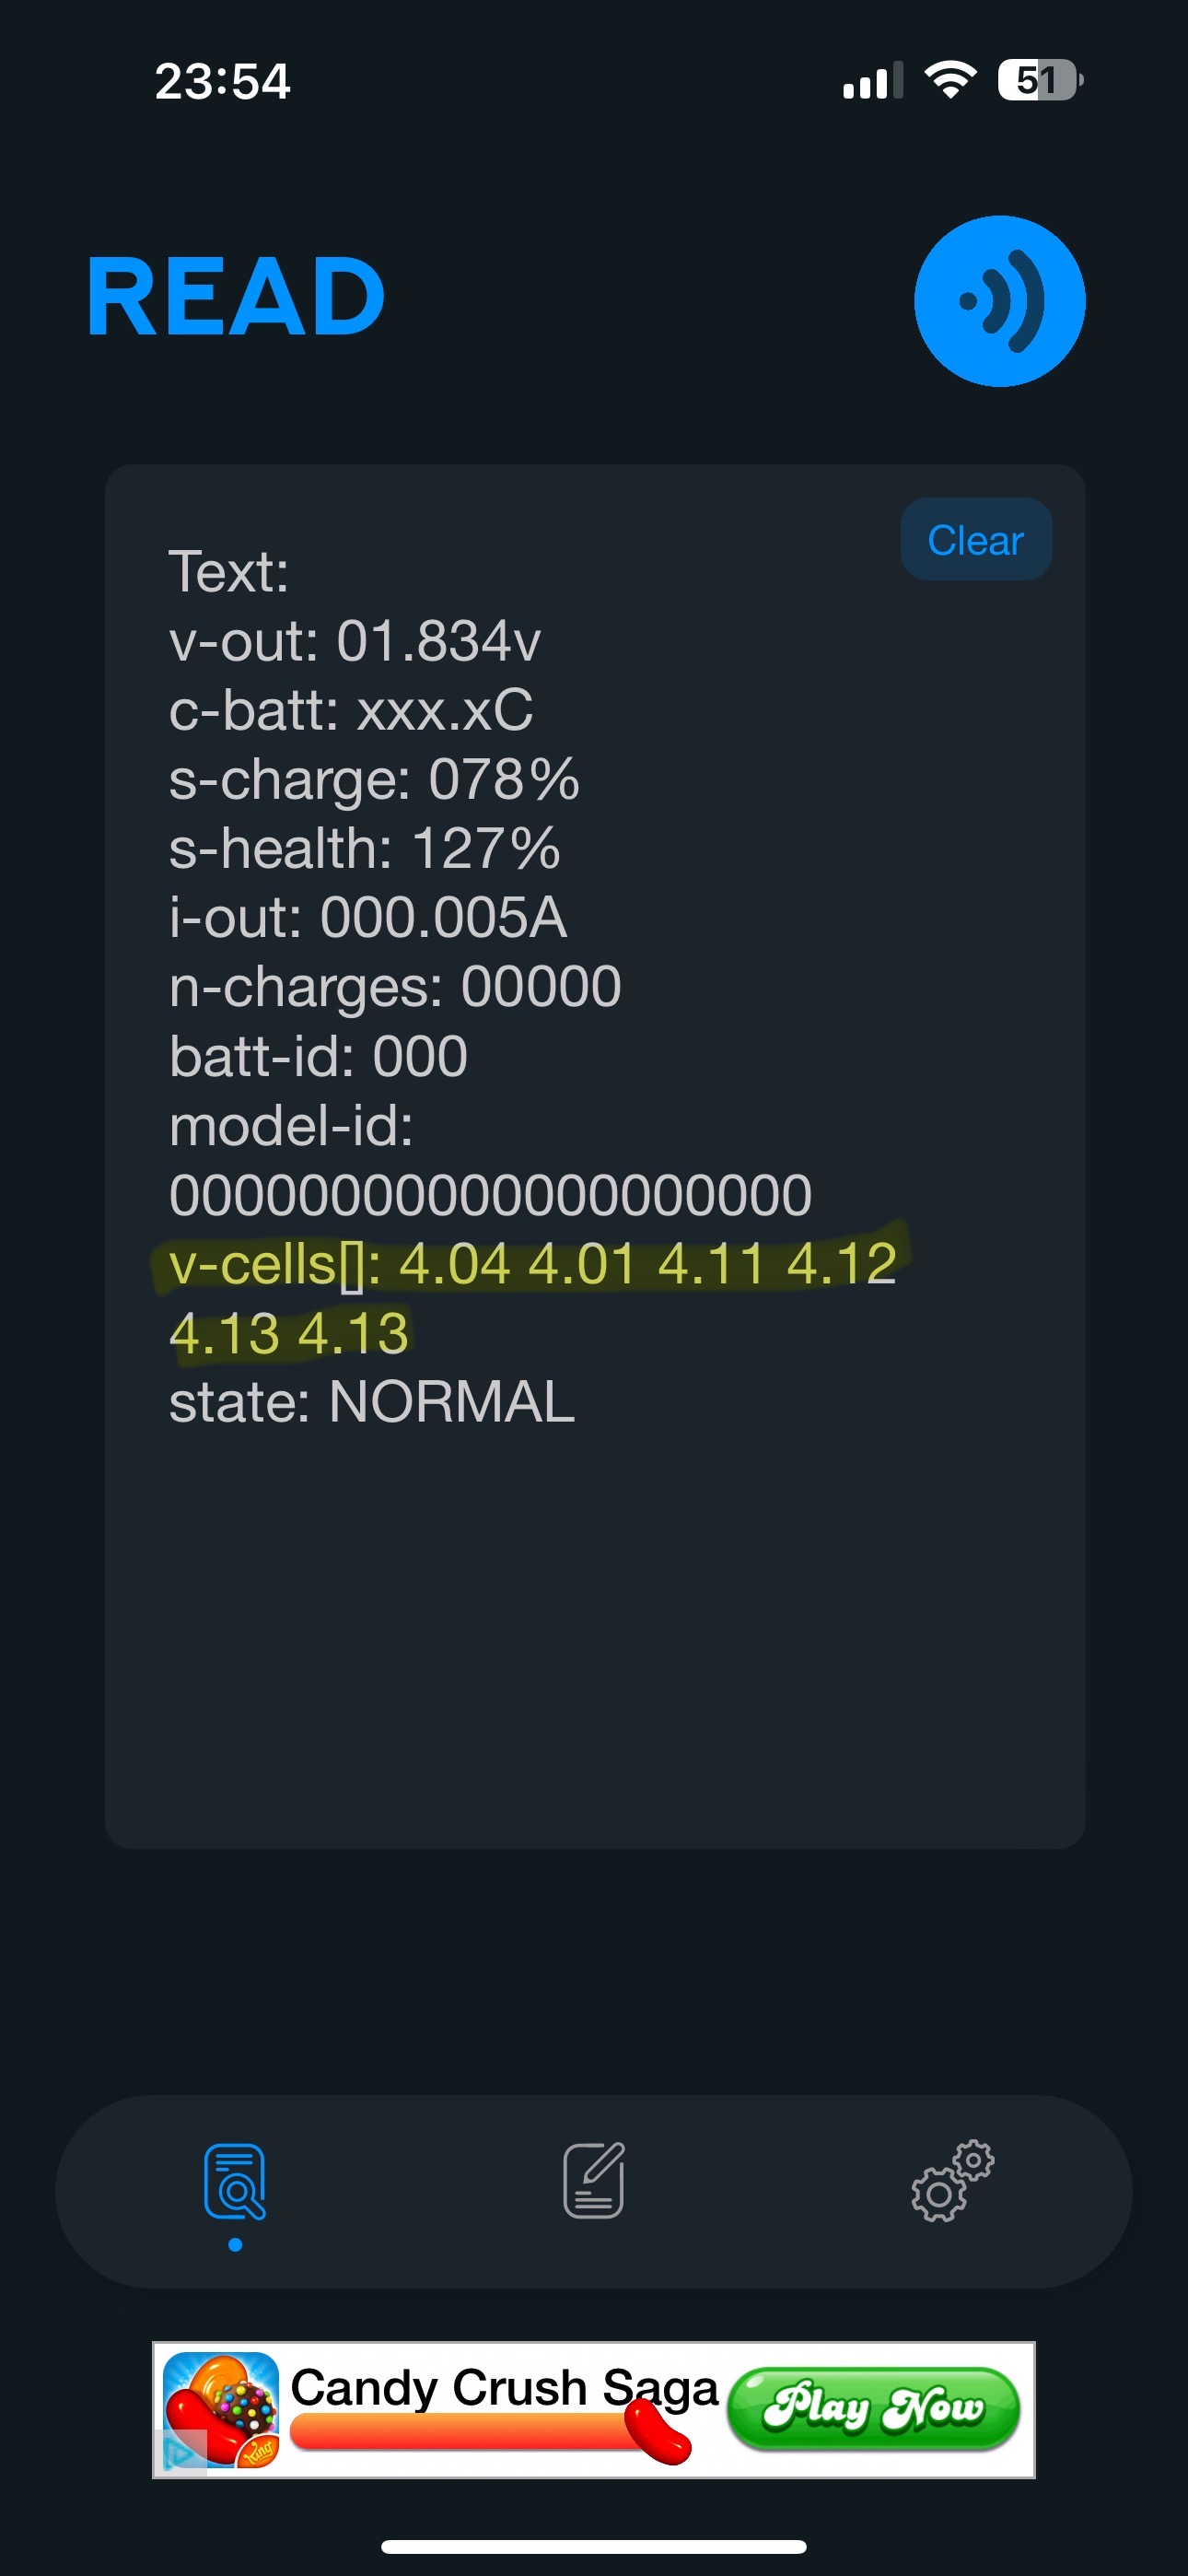 23:54
51
READ
Clear
Text:
v-out: 01.834v
c-batt: xxx.xC
s-charge: 078%
s-health: 127%
i-out: 000.005A
n-charges: 00000
batt-id: 000
model-id:
00000000000000000000
v-cells[]: 4.04 4.01 4.11 4.12
4.13 4.13
state: NORMAL
Candy Crush Saga
Play Now
King